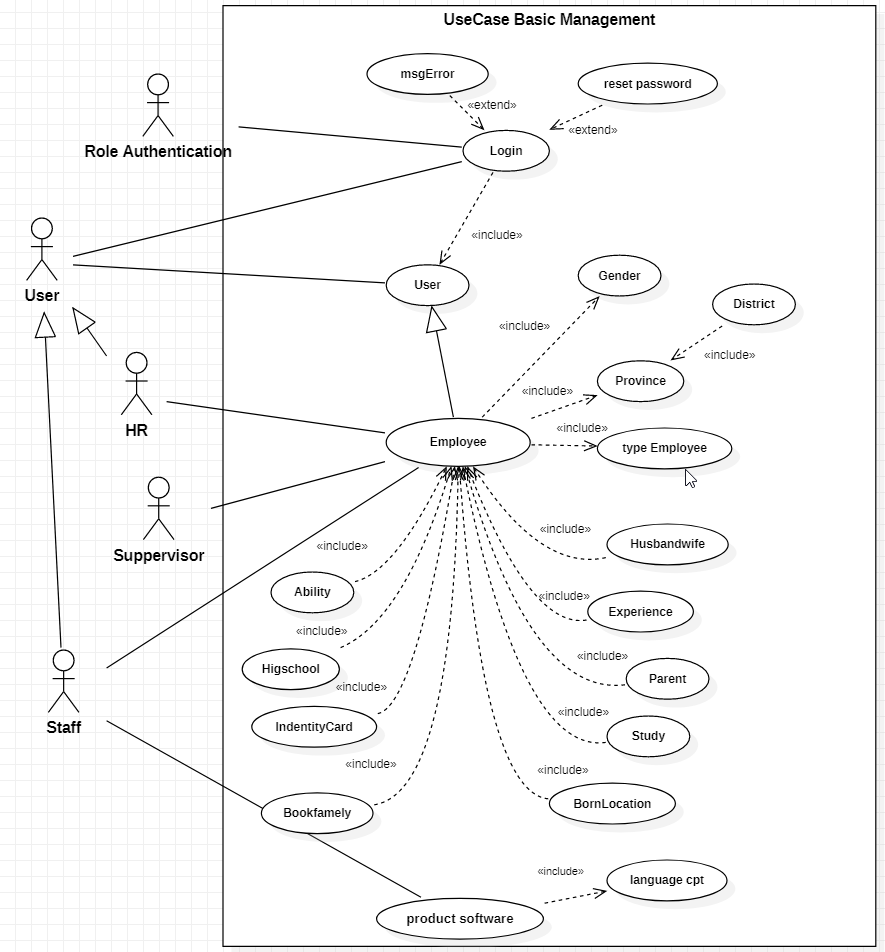 UseCase Basic Management
msgError
reset password
«extend»
«extend»
Role Authentication
Login
«include»
User
User
Gender
District
«include»
«include»
Province
«include»
HR
«include»
Employee
type Employee
Suppervisor
«include»
Husbandwife
«include»
Ability
«include»
Experience
«include»
Higschool
«include»
Parent
«include»
IndentityCard
«include»
Study
Staff
«include»
«include»
BornLocation
Bookfamely
«include»
language cpt
product software